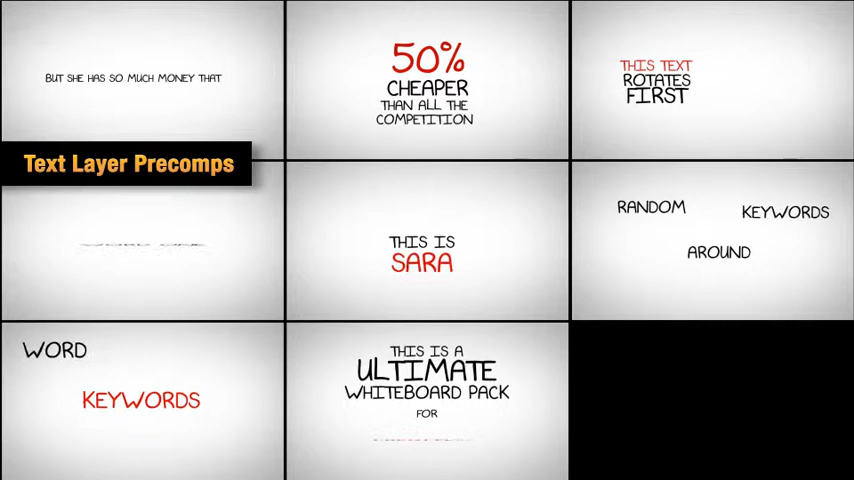 BUT SHE HAS SO MUCH MONEY THAT
50%
CHEAPER
THAN ALL THE
COMPETITION
THIS TEXT
ROTATES
FIRST
Text Layer Precomps
THIS IS
SARA
RANDOM
KEYWORDS
AROUND
WORD
KEYWORDS
THIS IS A
ULTIMATE
WHITEBOARD PACK
FOR